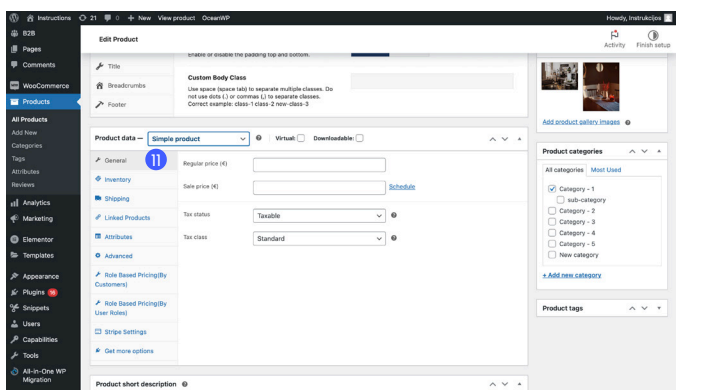 Instructions 21 0 + New View product OceanWP Howdy, Instrukcijos
B2B
Pages
Comments
WooCommerce
Products
All Products
Add New
Categories
Tags
Attributes
Reviews
Analytics
Marketing
Elementor
Templates
Appearance
Plugins 16
Snippets
Users
Capabilities
Tools
All-in-One WP
Migration
Edit Product
Activity Finish setup
Enable or disable the padding top and bottom.
Title
Breadcrumbs
Footer
Custom Body Class
Use space (space tab) to separate multiple classes. Do
not use dots (.) or commas (,) to separate classes.
Correct example: class-1 class-2 new-class-3
Product data — Simple product Virtual: Downloadable:
11
General
Inventory
Shipping
Linked Products
Attributes
Advanced
Role Based Pricing(By
Customers)
Role Based Pricing(By
User Roles)
Stripe Settings
Get more options
Regular price (€)
Sale price (€) Schedule
Tax status Taxable
Tax class Standard
Product short description
Add product gallery images
Product categories
All categories Most Used
Category - 1
sub-category
Category - 2
Category - 3
Category - 4
Category - 5
New category
+ Add new category
Product tags